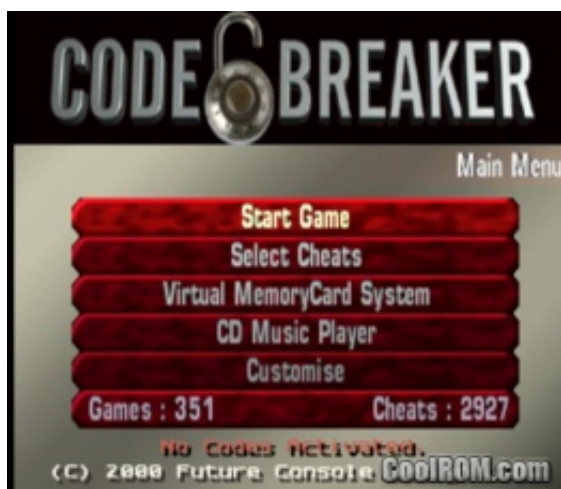 CODE BREAKER
Main Menu
Start Game
Select Cheats
Virtual MemoryCard System
CD Music Player
Customise
Games : 351 Cheats : 2927
No Codes Activated.
(C) 2000 Future Console
CoolROM.com